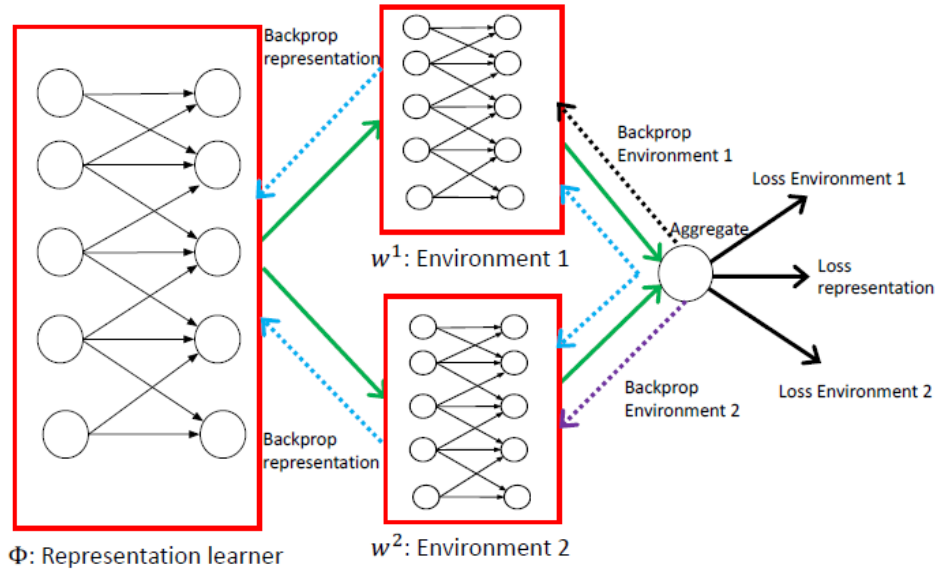 Backprop
representation
Backprop
Environment 1
Loss Environment 1
Aggregate
w¹: Environment 1
Loss
representation
Backprop
Environment 2
Loss Environment 2
Backprop
representation
Φ: Representation learner
w²: Environment 2